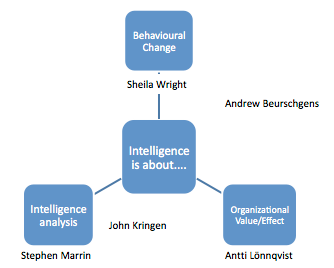 Behavioural
Change
Sheila Wright
Andrew Beurschgens
Intelligence
is about....
Intelligence
analysis
John Kringen
Organizational
Value/Effect
Stephen Marrin
Antti Lönnqvist